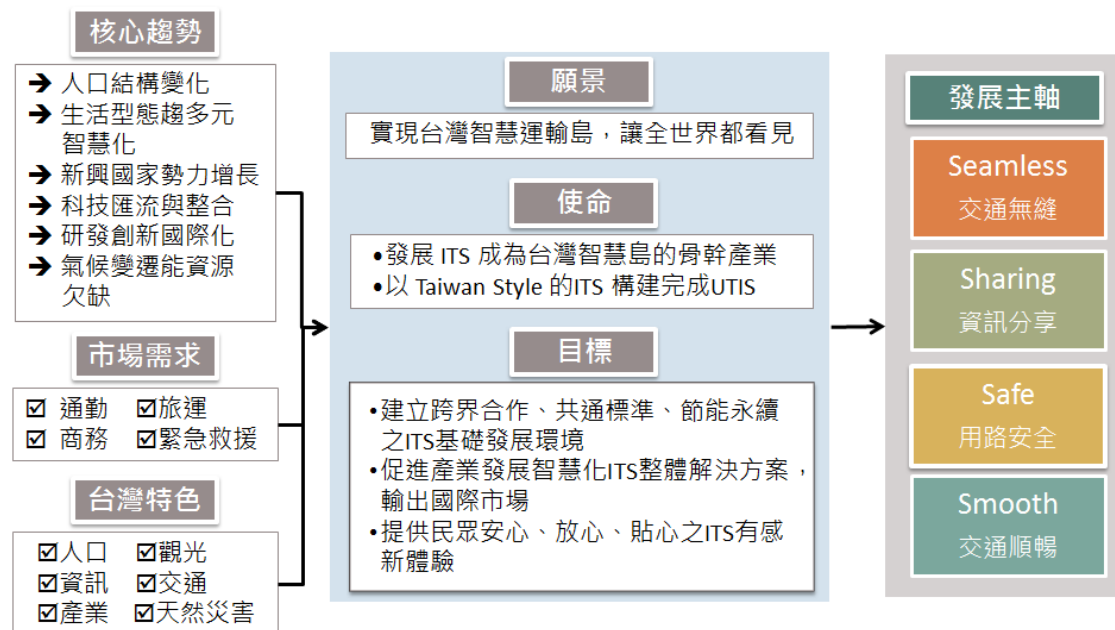 核心趨勢
➔ 人口結構變化
➔ 生活型態趨多元
智慧化
➔ 新興國家勢力增長
➔ 科技匯流與整合
➔ 研發創新國際化
➔ 氣候變遷能資源
欠缺
市場需求
☑ 通勤 ☑旅運
☑ 商務 ☑緊急救援
台灣特色
☑人口 ☑觀光
☑資訊 ☑交通
☑產業 ☑天然災害
願景
實現台灣智慧運輸島，讓全世界都看見
使命
•發展 ITS 成為台灣智慧島的骨幹產業
•以 Taiwan Style 的ITS 構建完成UTIS
目標
•建立跨界合作、共通標準、節能永續
之ITS基礎發展環境
•促進產業發展智慧化ITS整體解決方案，
輸出國際市場
•提供民眾安心、放心、貼心之ITS有感
新體驗
發展主軸
Seamless
交通無縫
Sharing
資訊分享
Safe
用路安全
Smooth
交通順暢